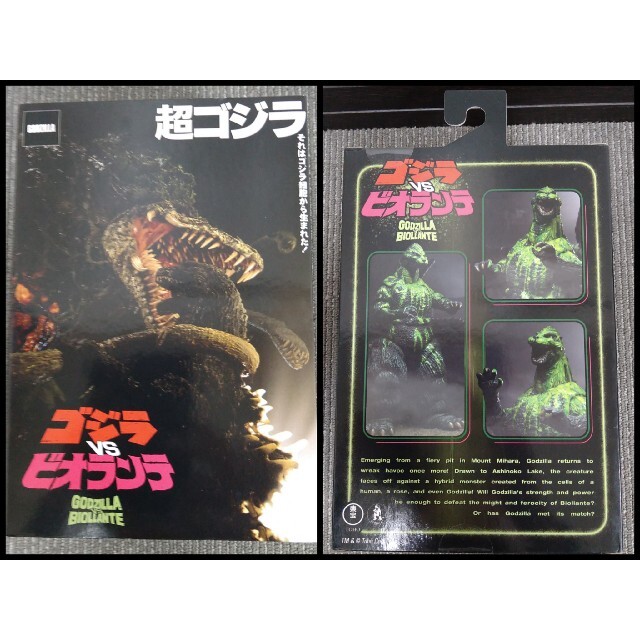 GODZILLA
超ゴジラ
それはゴジラ細胞から生まれた!
ゴジラ
VS
ビオランテ
GODZILLA
VS
BIOLLANTE
ゴジラ
VS
ビオランテ
GODZILLA
VS
BIOLLANTE
Emerging from a fiery pit in Mount Mihara, Godzilla returns to
wreak havoc once more! Drawn to Ashinoko Lake, the creature
faces off against a hybrid monster created from the cells of a
human, a rose, and even Godzilla! Will Godzilla's strength and power
be enough to defeat the might and ferocity of Biollante?
Or has Godzilla met its match?
TM & © Toho